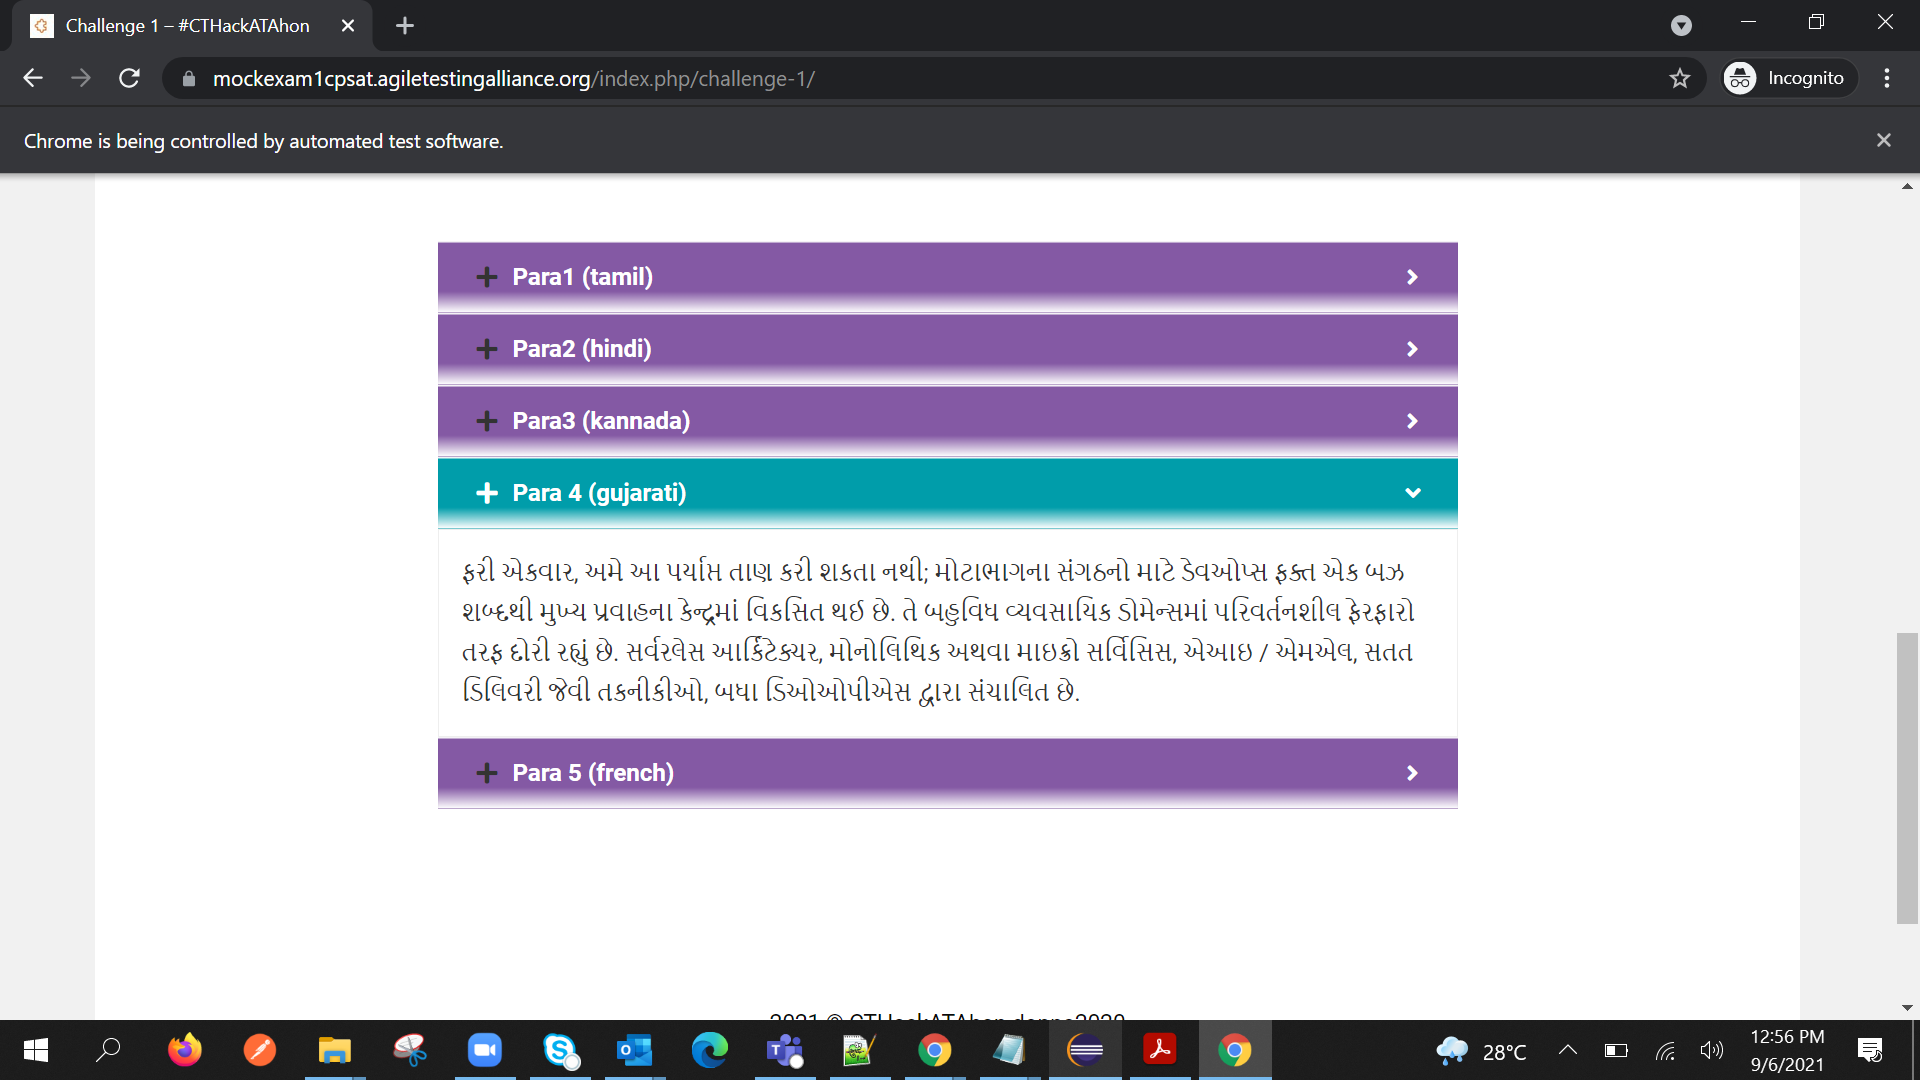 Challenge 1 – #CTHackATAhon
mockexam1cpsat.agiletestingalliance.org/index.php/challenge-1/
Incognito
Chrome is being controlled by automated test software.
Para1 (tamil)
Para2 (hindi)
Para3 (kannada)
Para 4 (gujarati)
ફરી એકવાર, અમે આ પર્યાપ્ત તાણ કરી શકતા નથી; મોટાભાગના સંગઠનો માટે ડેવઓપ્સ ફક્ત એક બઝ
શબ્દથી મુખ્ય પ્રવાહના કેન્દ્રમાં વિકસિત થઈ છે. તે બહુવિધ વ્યવસાયિક ડોમેન્સમાં પરિવર્તનશીલ ફેરફારો
તરફ દોરી રહ્યું છે. સર્વરલેસ આર્કિટેક્ચર, મોનોલિથિક અથવા માઇક્રો સર્વિસિસ, એઆઇ / એમએલ, સતત
ડિલિવરી જેવી તકનીકીઓ, બધા ડિઓઓપીએસ દ્વારા સંચાલિત છે.
Para 5 (french)
28°C
12:56 PM
9/6/2021